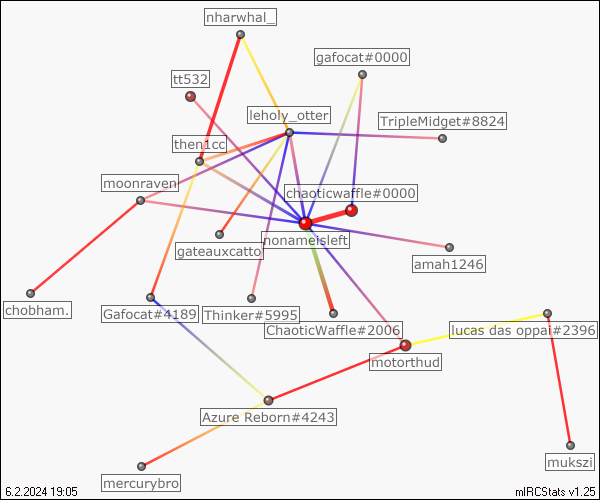 nharwhal_
gafocat#0000
tt532
leholy_otter
TripleMidget#8824
then1cc
moonraven
chaoticwaffle#0000
nonameisleft
gateauxcatto
amah1246
chobham.
Gafocat#4189
Thinker#5995
ChaoticWaffle#2006
lucas das oppai#2396
motorthud
Azure Reborn#4243
mukszi
mercurybro
6.2.2024 19:05
mIRCStats v1.25